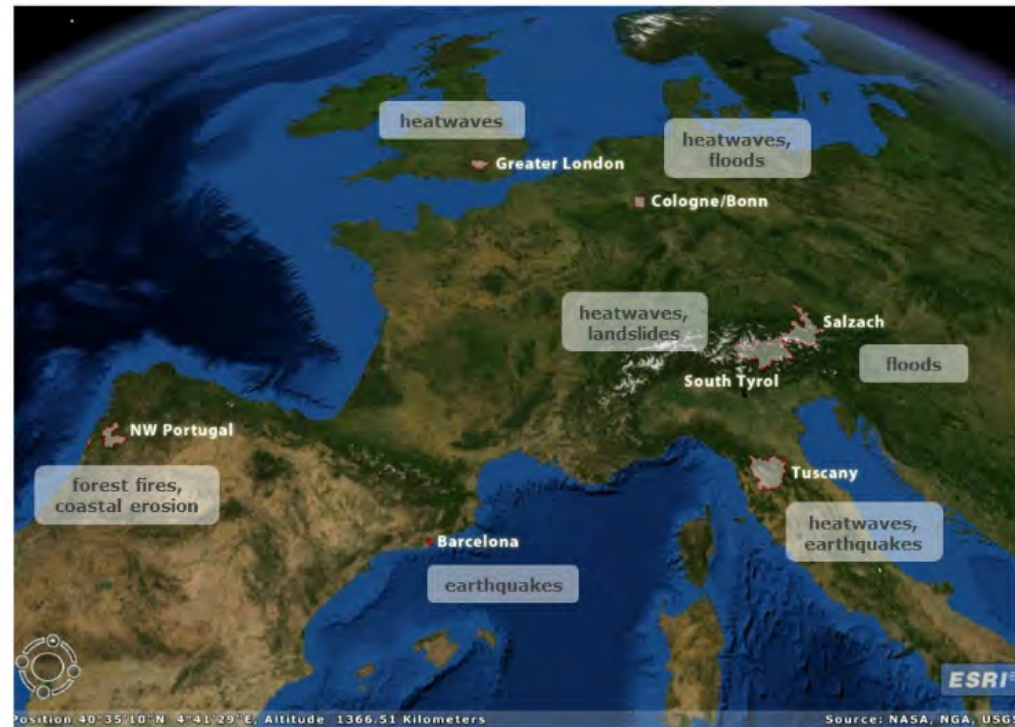 heatwaves
heatwaves,
floods
Greater London
Cologne/Bonn
heatwaves,
landslides
Salzach
floods
South Tyrol
NW Portugal
forest fires,
coastal erosion
Tuscany
heatwaves,
earthquakes
Barcelona
earthquakes
ESRI®
Position 40°35'10"N 4°41'29"E, Altitude 1366.51 Kilometers
Source: NASA, NGA, USGS